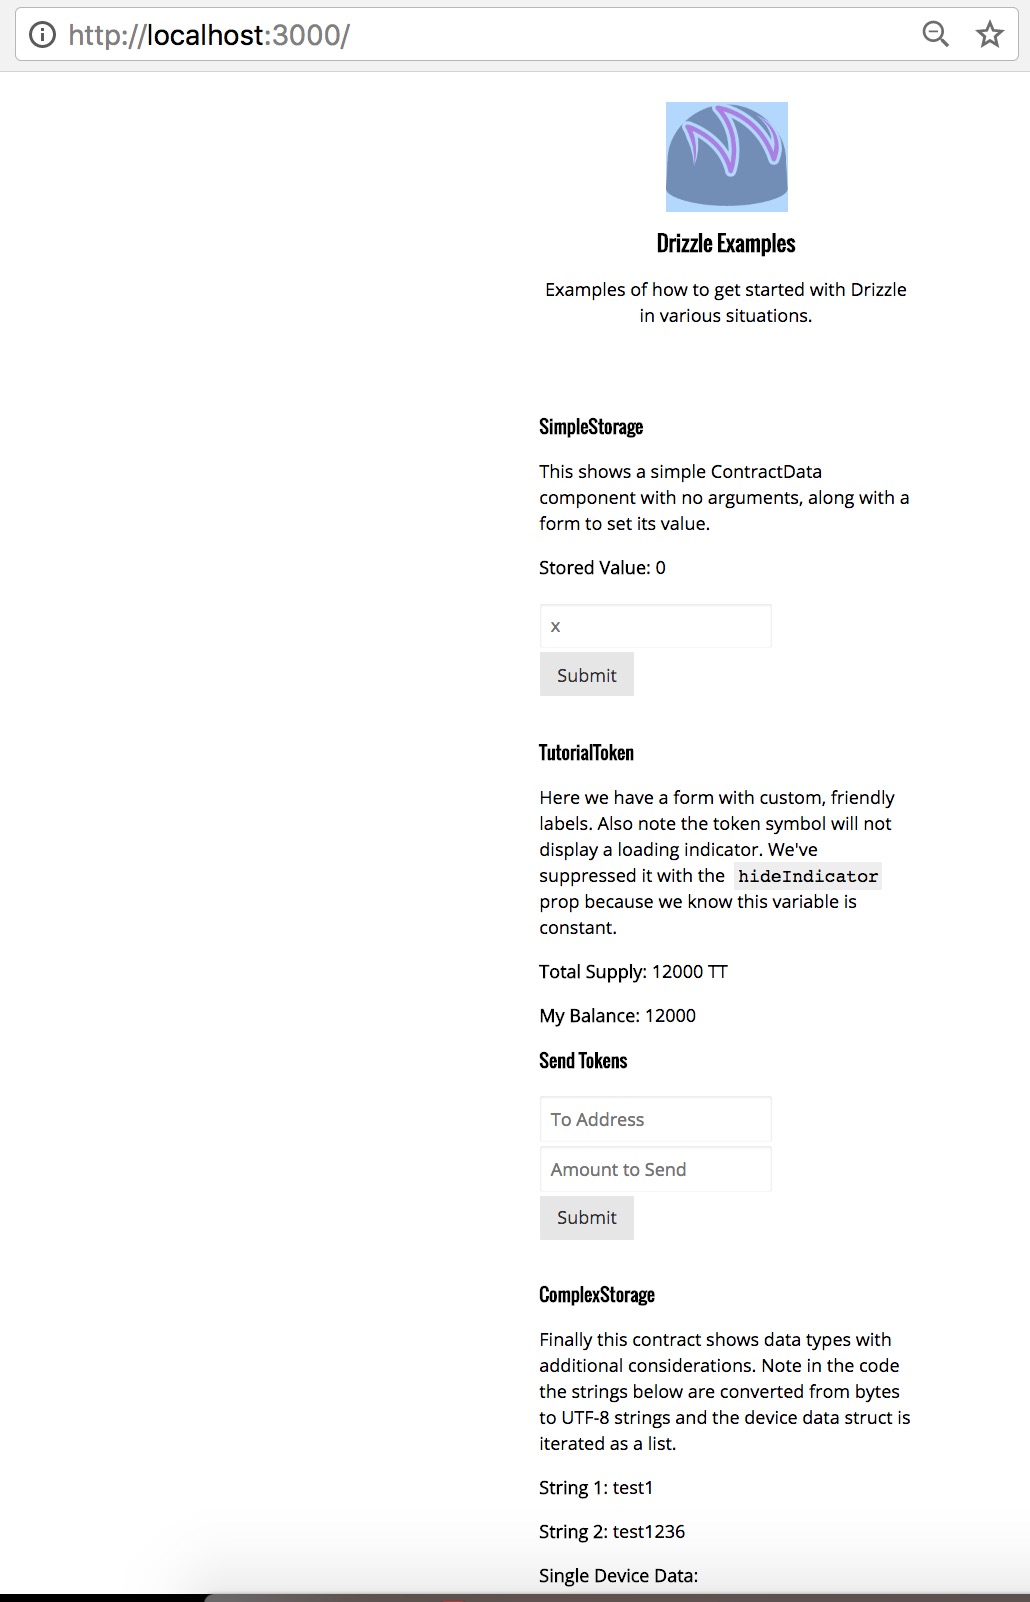 http://localhost:3000/
Drizzle Examples
Examples of how to get started with Drizzle
in various situations.
SimpleStorage
This shows a simple ContractData
component with no arguments, along with a
form to set its value.
Stored Value: 0
x
Submit
TutorialToken
Here we have a form with custom, friendly
labels. Also note the token symbol will not
display a loading indicator. We've
suppressed it with the hideIndicator
prop because we know this variable is
constant.
Total Supply: 12000 TT
My Balance: 12000
Send Tokens
To Address
Amount to Send
Submit
ComplexStorage
Finally this contract shows data types with
additional considerations. Note in the code
the strings below are converted from bytes
to UTF-8 strings and the device data struct is
iterated as a list.
String 1: test1
String 2: test1236
Single Device Data: